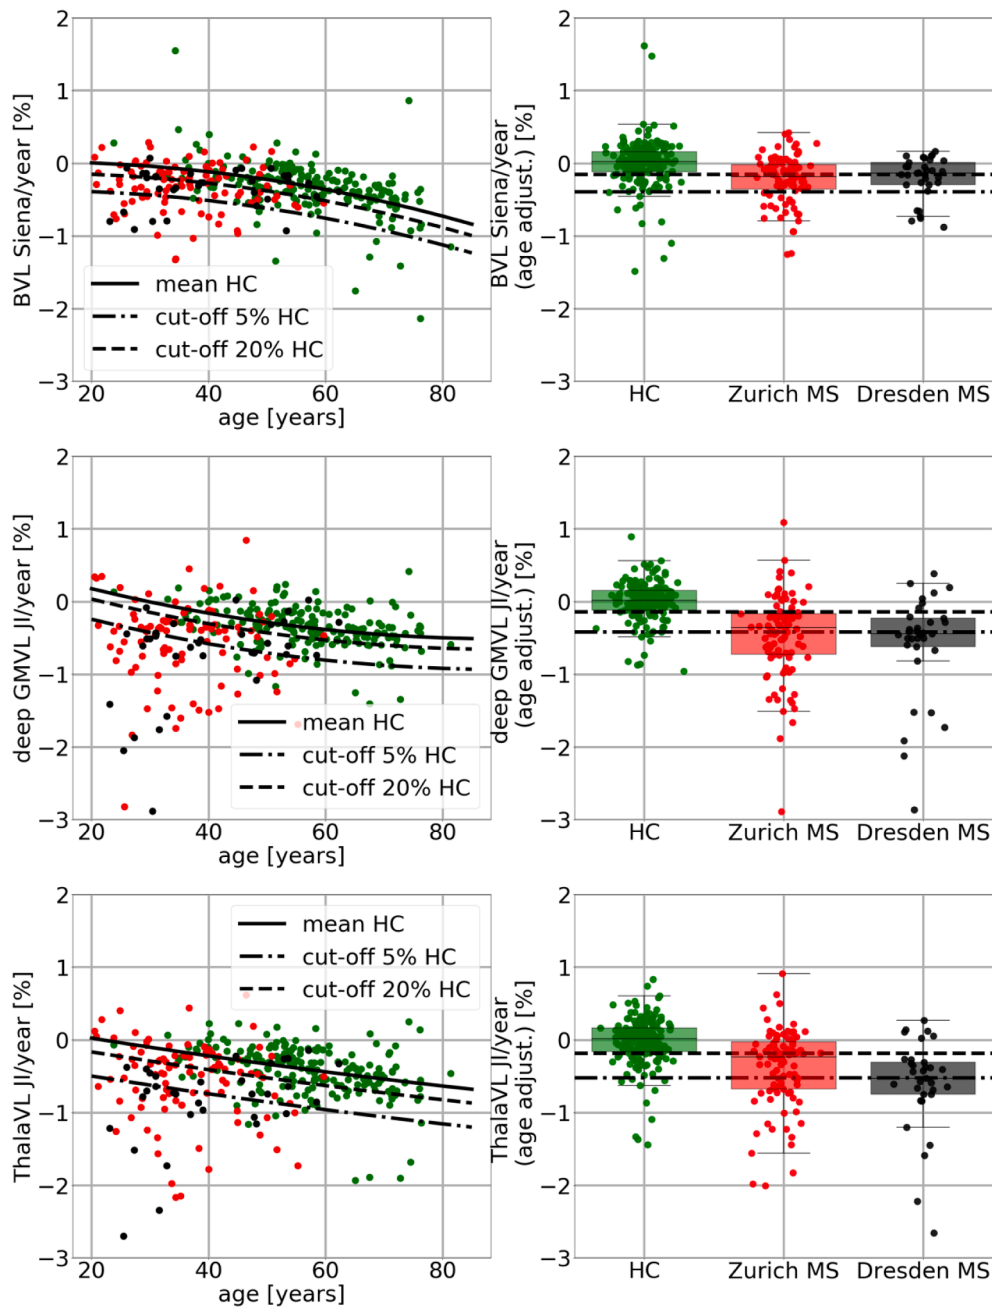 2
1
0
−1
−2
−3
BVL Siena/year [%]
mean HC
cut-off 5% HC
cut-off 20% HC
20 40 60 80
age [years]
2
1
0
−1
−2
−3
BVL Siena/year
(age adjust.) [%]
HC Zurich MS Dresden MS
2
1
0
−1
−2
−3
deep GMVL JI/year [%]
mean HC
cut-off 5% HC
cut-off 20% HC
20 40 60 80
age [years]
2
1
0
−1
−2
−3
deep GMVL JI/year
(age adjust.) [%]
HC Zurich MS Dresden MS
2
1
0
−1
−2
−3
ThalaVL JI/year [%]
mean HC
cut-off 5% HC
cut-off 20% HC
20 40 60 80
age [years]
2
1
0
−1
−2
−3
ThalaVL JI/year
(age adjust.) [%]
HC Zurich MS Dresden MS